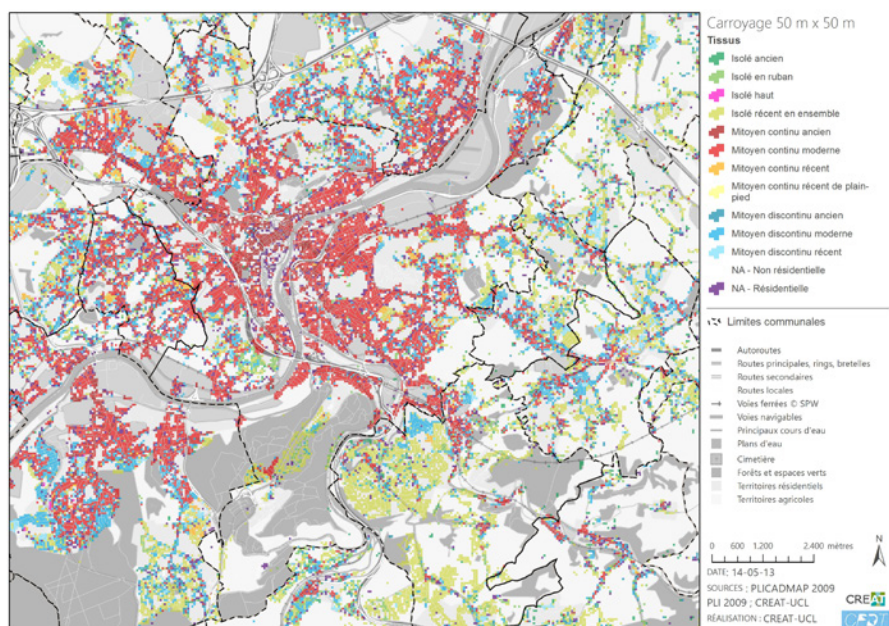 Carroyage 50 m x 50 m
Tissus
Isolé ancien
Isolé en ruban
Isolé haut
Isolé récent en ensemble
Mitoyen continu ancien
Mitoyen continu moderne
Mitoyen continu récent
Mitoyen continu récent de plain-
pied
Mitoyen discontinu ancien
Mitoyen discontinu moderne
Mitoyen discontinu récent
NA - Non résidentielle
NA - Résidentielle
Limites communales
Autoroutes
Routes principales, rings, bretelles
Routes secondaires
Routes locales
Voies ferrées © SPW
Voies navigables
Principaux cours d'eau
Plans d'eau
Cimetière
Forêts et espaces verts
Territoires résidentiels
Territoires agricoles
0 600 1.200 2.400 mètres
N
DATE: 14-05-13
SOURCES : PLICADMAP 2009
PLI 2009 ; CREAT-UCL
RÉALISATION : CREAT-UCL
CREAT